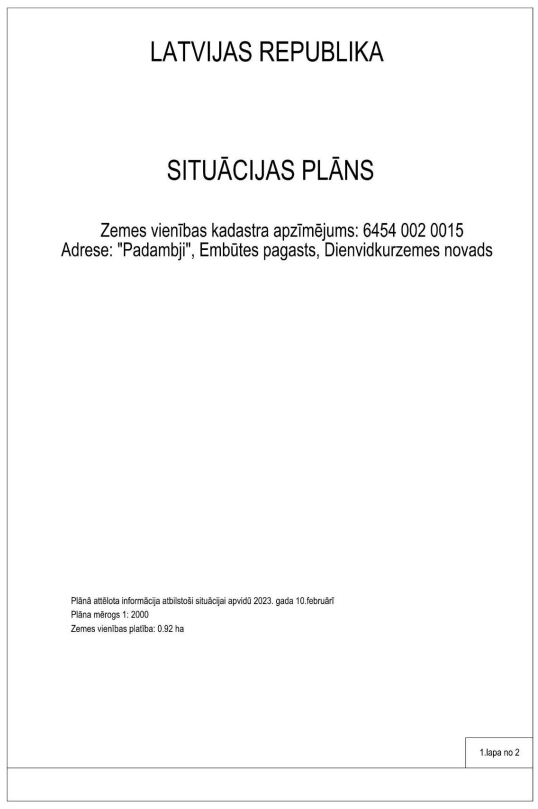 LATVIJAS REPUBLIKA
SITUĀCIJAS PLĀNS
Zemes vienības kadastra apzīmējums: 6454 002 0015
Adrese: "Padambji", Embūtes pagasts, Dienvidkurzemes novads
Plānā attēlota informācija atbilstoši situācijai apvidū 2023. gada 10.februārī
Plāna mērogs 1: 2000
Zemes vienības platība: 0.92 ha
1.lapa no 2